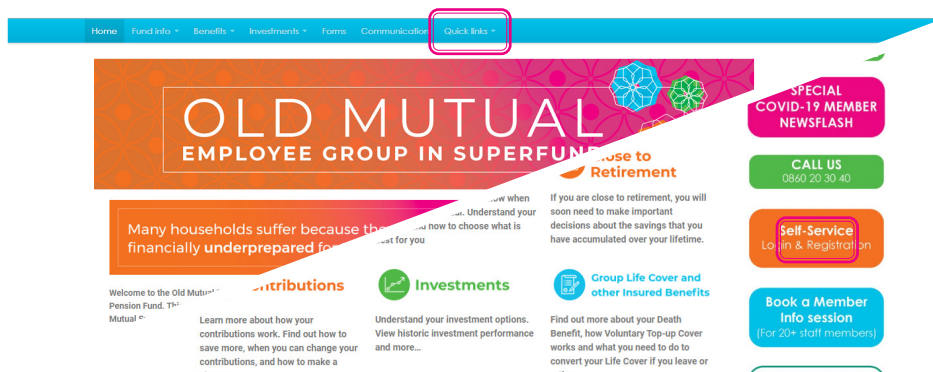 Home Fund info Benefits Investments Forms Communication Quick links
OLD MUTUAL
EMPLOYEE GROUP IN SUPERFUND
Many households suffer because
financially underprepared
Welcome to the Old Mutual
Pension Fund.
Mutual
when
Understand your
how to choose what is
for you
Close to
Retirement
If you are close to retirement, you will
soon need to make important
decisions about the savings that you
have accumulated over your lifetime.
Contributions
Learn more about how your
contributions work. Find out how to
save more, when you can change your
contributions, and how to make a
Investments
Understand your investment options.
View historic investment performance
and more...
Group Life Cover and
other Insured Benefits
Find out more about your Death
Benefit, how Voluntary Top-up Cover
works and what you need to do to
convert your Life Cover if you leave or
SPECIAL
COVID-19 MEMBER
NEWSFLASH
CALL US
0860 20 30 40
Self-Service
Login & Registration
Book a Member
Info session
(For 20+ staff members)